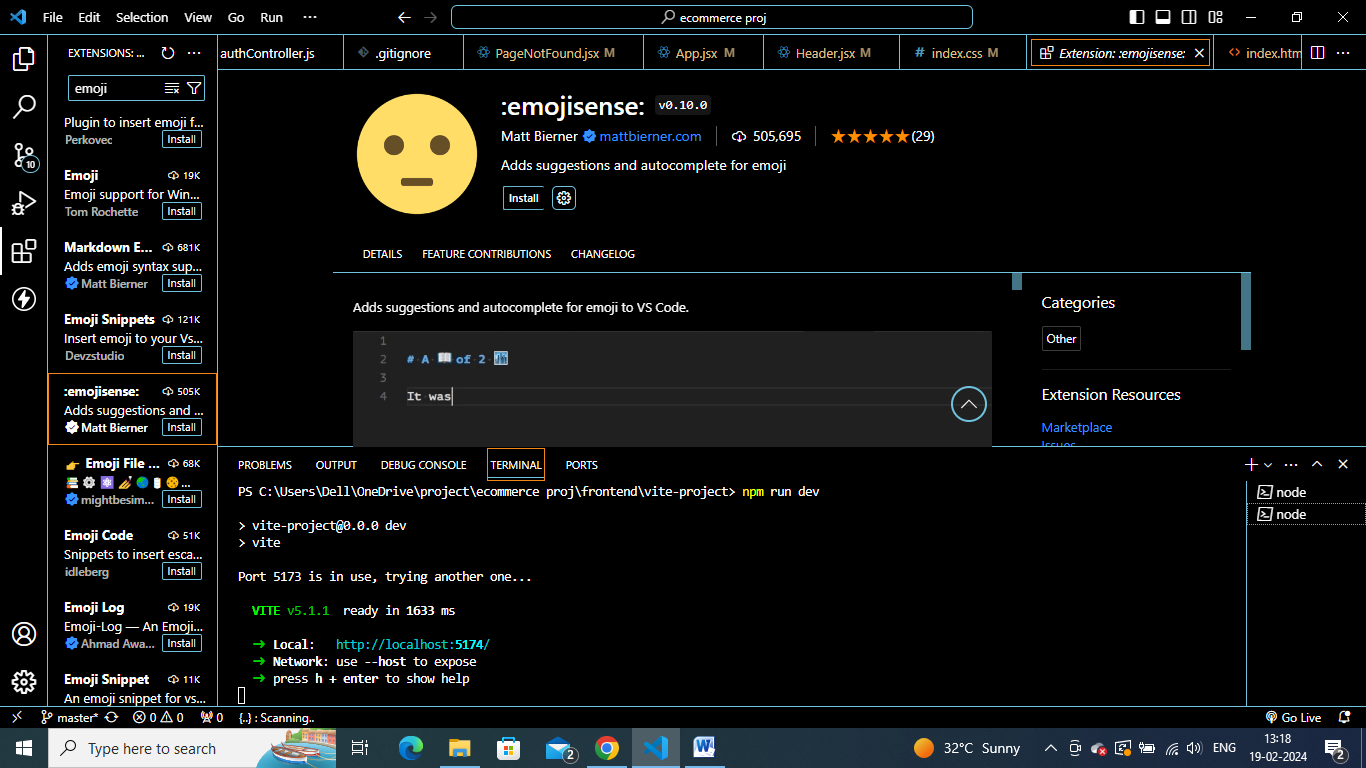 File Edit Selection View Go Run ···
ecommerce proj
EXTENSIONS: ... ···
authController.js
.gitignore
PageNotFound.jsx M
App.jsx M
Header.jsx M
# index.css M
Extension: :emojisense:
<> index.htm
···
emoji
Plugin to insert emoji f...
Perkovec
Install
Emoji 19K
Emoji support for Win...
Tom Rochette Install
Markdown E... 681K
Adds emoji syntax sup...
Matt Bierner Install
Emoji Snippets 121K
Insert emoji to your Vs...
Devzstudio Install
:emojisense: 505K
Adds suggestions and ...
Matt Bierner Install
👉 Emoji File ... 68K
...
mightbesim... Install
Emoji Code 51K
Snippets to insert esca...
idleberg Install
Emoji Log 19K
Emoji-Log — An Emoji...
Ahmad Awa... Install
Emoji Snippet 11K
An emoji snippet for vs...
:emojisense: v0.10.0
Matt Bierner mattbierner.com 505,695 ★★★★★(29)
Adds suggestions and autocomplete for emoji
Install
DETAILS FEATURE CONTRIBUTIONS CHANGELOG
Adds suggestions and autocomplete for emoji to VS Code.
1
2 # A 📖 of 2 🏙
3
4 It was
Categories
Other
Extension Resources
Marketplace
Issues
PROBLEMS OUTPUT DEBUG CONSOLE TERMINAL PORTS
···
PS C:\Users\Dell\OneDrive\project\ecommerce proj\frontend\vite-project> npm run dev
> vite-project@0.0.0 dev
> vite
Port 5173 is in use, trying another one...
VITE v5.1.1 ready in 1633 ms
➜ Local: http://localhost:5174/
➜ Network: use --host to expose
➜ press h + enter to show help
node
node
10
master* 0 0 0 {..} : Scanning.. Go Live
Type here to search
2
32°C Sunny
ENG
13:18
19-02-2024
2